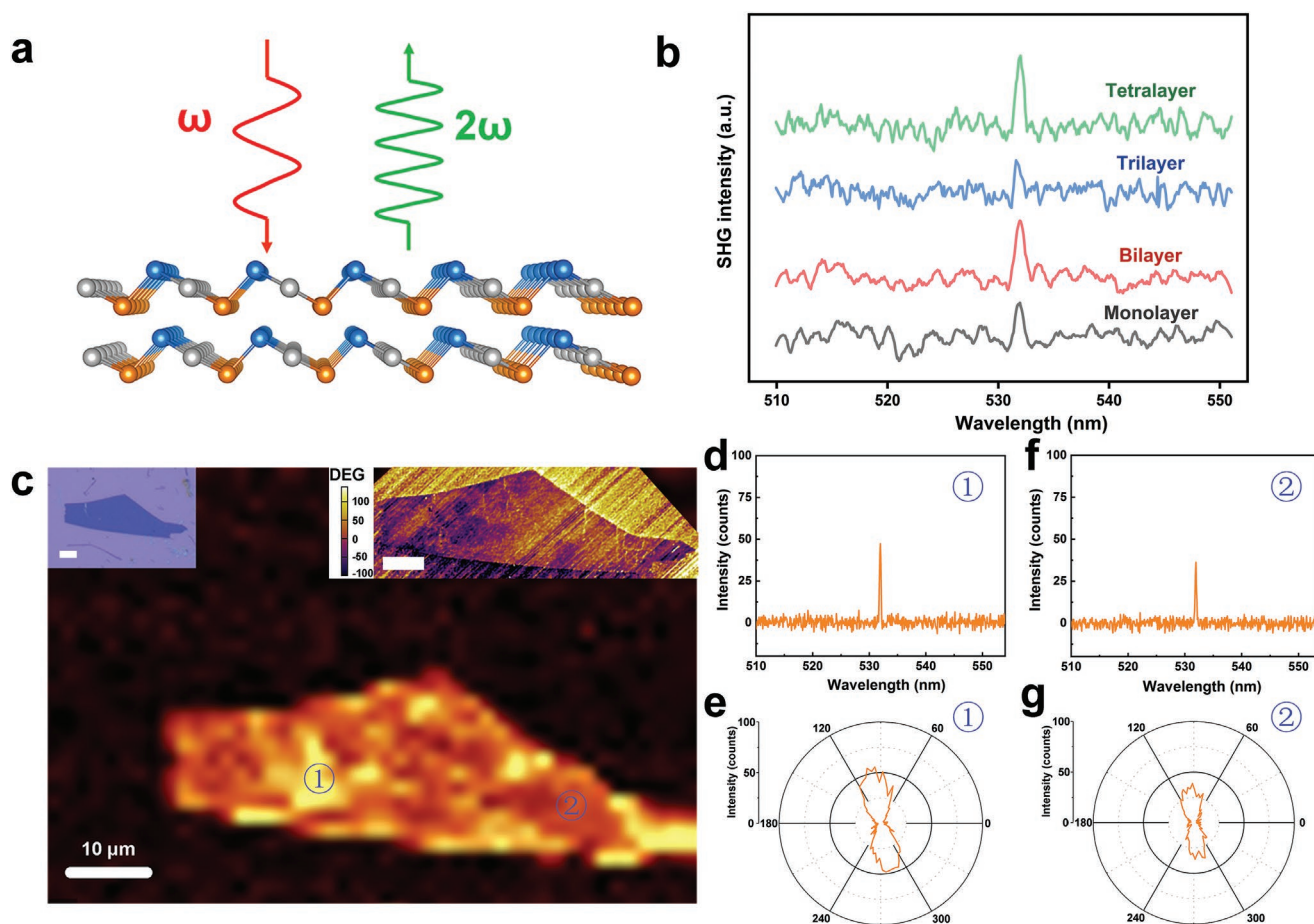 a
ω
2ω
b
SHG intensity (a.u.)
Tetralayer
Trilayer
Bilayer
Monolayer
510 520 530 540 550
Wavelength (nm)
c
DEG
100
50
0
-50
-100
①
②
10 μm
d
①
Intensity (counts)
100
75
50
25
0
510 520 530 540 550
Wavelength (nm)
f
②
Intensity (counts)
100
75
50
25
0
510 520 530 540 550
Wavelength (nm)
e
①
Intensity (counts)
100
50
0
120 60
-180 0
240 300
g
②
Intensity (counts)
100
50
0
120 60
-180 0
240 300